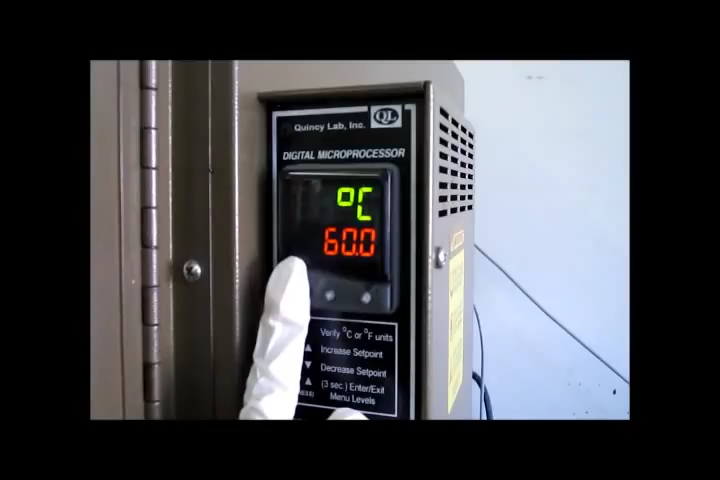 Quincy Lab, Inc. QL
DIGITAL MICROPROCESSOR
°C
60.0
Verify °C or °F units
▲ Increase Setpoint
▼ Decrease Setpoint
▲ (3 sec.) Enter/Exit
Menu Levels